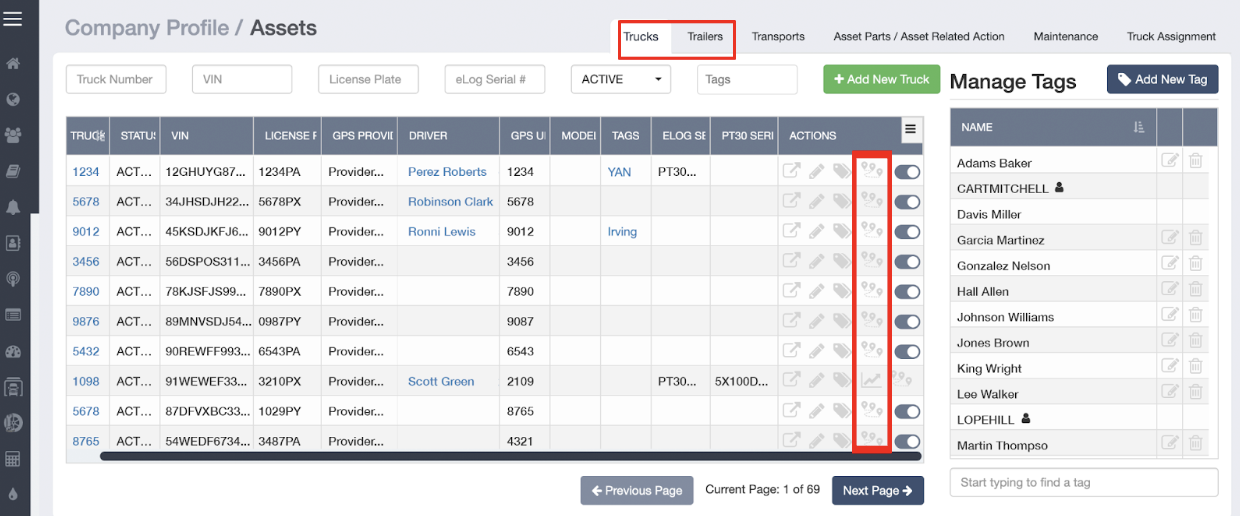 Company Profile / Assets
Trucks Trailers Transports Asset Parts / Asset Related Action Maintenance Truck Assignment
Truck Number VIN License Plate eLog Serial # ACTIVE Tags + Add New Truck Manage Tags Add New Tag
TRUCK STATUS VIN LICENSE P GPS PROVID DRIVER GPS UI MODEL TAGS ELOG SE PT30 SERI ACTIONS
1234 ACT... 12GHUYG87... 1234PA Provider... Perez Roberts 1234 YAN PT30...
5678 ACT... 34JHSDJH22... 5678PX Provider... Robinson Clark 5678
9012 ACT... 45KSDJKFJ6... 9012PY Provider... Ronni Lewis 9012 Irving
3456 ACT... 56DSPOS311... 3456PA Provider... 3456
7890 ACT... 78KJSFJS99... 7890PX Provider... 7890
9876 ACT... 89MNVSDJ54... 0987PY Provider... 9087
5432 ACT... 90REWFF993... 6543PA Provider... 6543
1098 ACT... 91WEWEF33... 3210PX Provider... Scott Green 2109 PT30... 5X100D...
5678 ACT... 87DFVXBC33... 1029PY Provider... 8765
8765 ACT... 54WEDF6734... 3487PA Provider... 4321
Previous Page Current Page: 1 of 69 Next Page
NAME
Adams Baker
CARTMITCHELL
Davis Miller
Garcia Martinez
Gonzalez Nelson
Hall Allen
Johnson Williams
Jones Brown
King Wright
Lee Walker
LOPEHILL
Martin Thompso
Start typing to find a tag